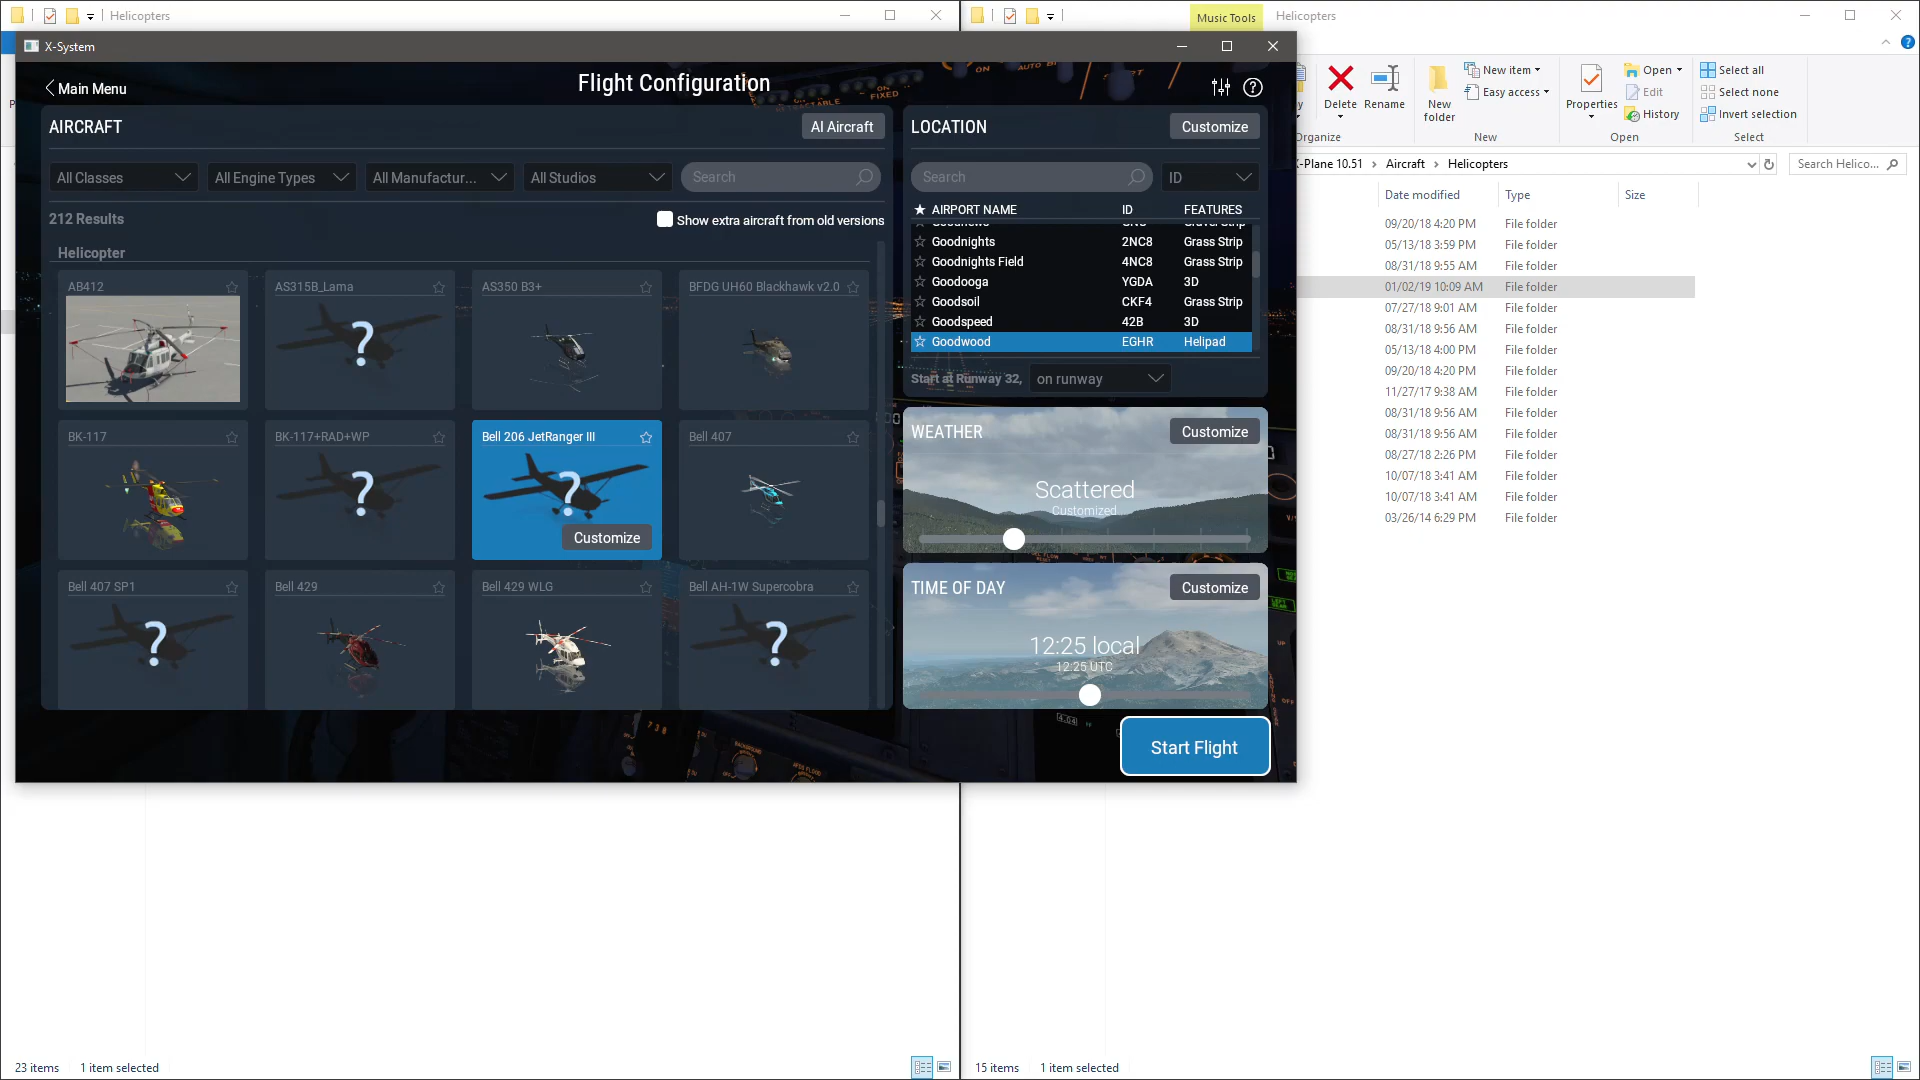 Helicopters
Music Tools
Helicopters
X-System
Main Menu
Flight Configuration
AIRCRAFT
AI Aircraft
All Classes
All Engine Types
All Manufactur...
All Studios
Search
212 Results
Show extra aircraft from old versions
Helicopter
AB412
AS315B_Lama
AS350 B3+
BFDG UH60 Blackhawk v2.0
BK-117
BK-117+RAD+WP
Bell 206 JetRanger III
Customize
Bell 407
Bell 407 SP1
Bell 429
Bell 429 WLG
Bell AH-1W Supercobra
LOCATION
Customize
Search
ID
AIRPORT NAME ID FEATURES
Goodnights 2NC8 Grass Strip
Goodnights Field 4NC8 Grass Strip
Goodooga YGDA 3D
Goodsoil CKF4 Grass Strip
Goodspeed 42B 3D
Goodwood EGHR Helipad
Start at Runway 32, on runway
WEATHER
Customize
Scattered
Customized
TIME OF DAY
Customize
12:25 local
12:25 UTC
Start Flight
Delete
Rename
New folder
New item
Easy access
New
Properties
Open
Edit
History
Open
Select all
Select none
Invert selection
Select
X-Plane 10.51 > Aircraft > Helicopters
Search Helico...
Date modified Type Size
09/20/18 4:20 PM File folder
05/13/18 3:59 PM File folder
08/31/18 9:55 AM File folder
01/02/19 10:09 AM File folder
07/27/18 9:01 AM File folder
08/31/18 9:56 AM File folder
05/13/18 4:00 PM File folder
09/20/18 4:20 PM File folder
11/27/17 9:38 AM File folder
08/31/18 9:56 AM File folder
08/31/18 9:56 AM File folder
08/27/18 2:26 PM File folder
10/07/18 3:41 AM File folder
10/07/18 3:41 AM File folder
03/26/14 6:29 PM File folder
23 items 1 item selected
15 items 1 item selected